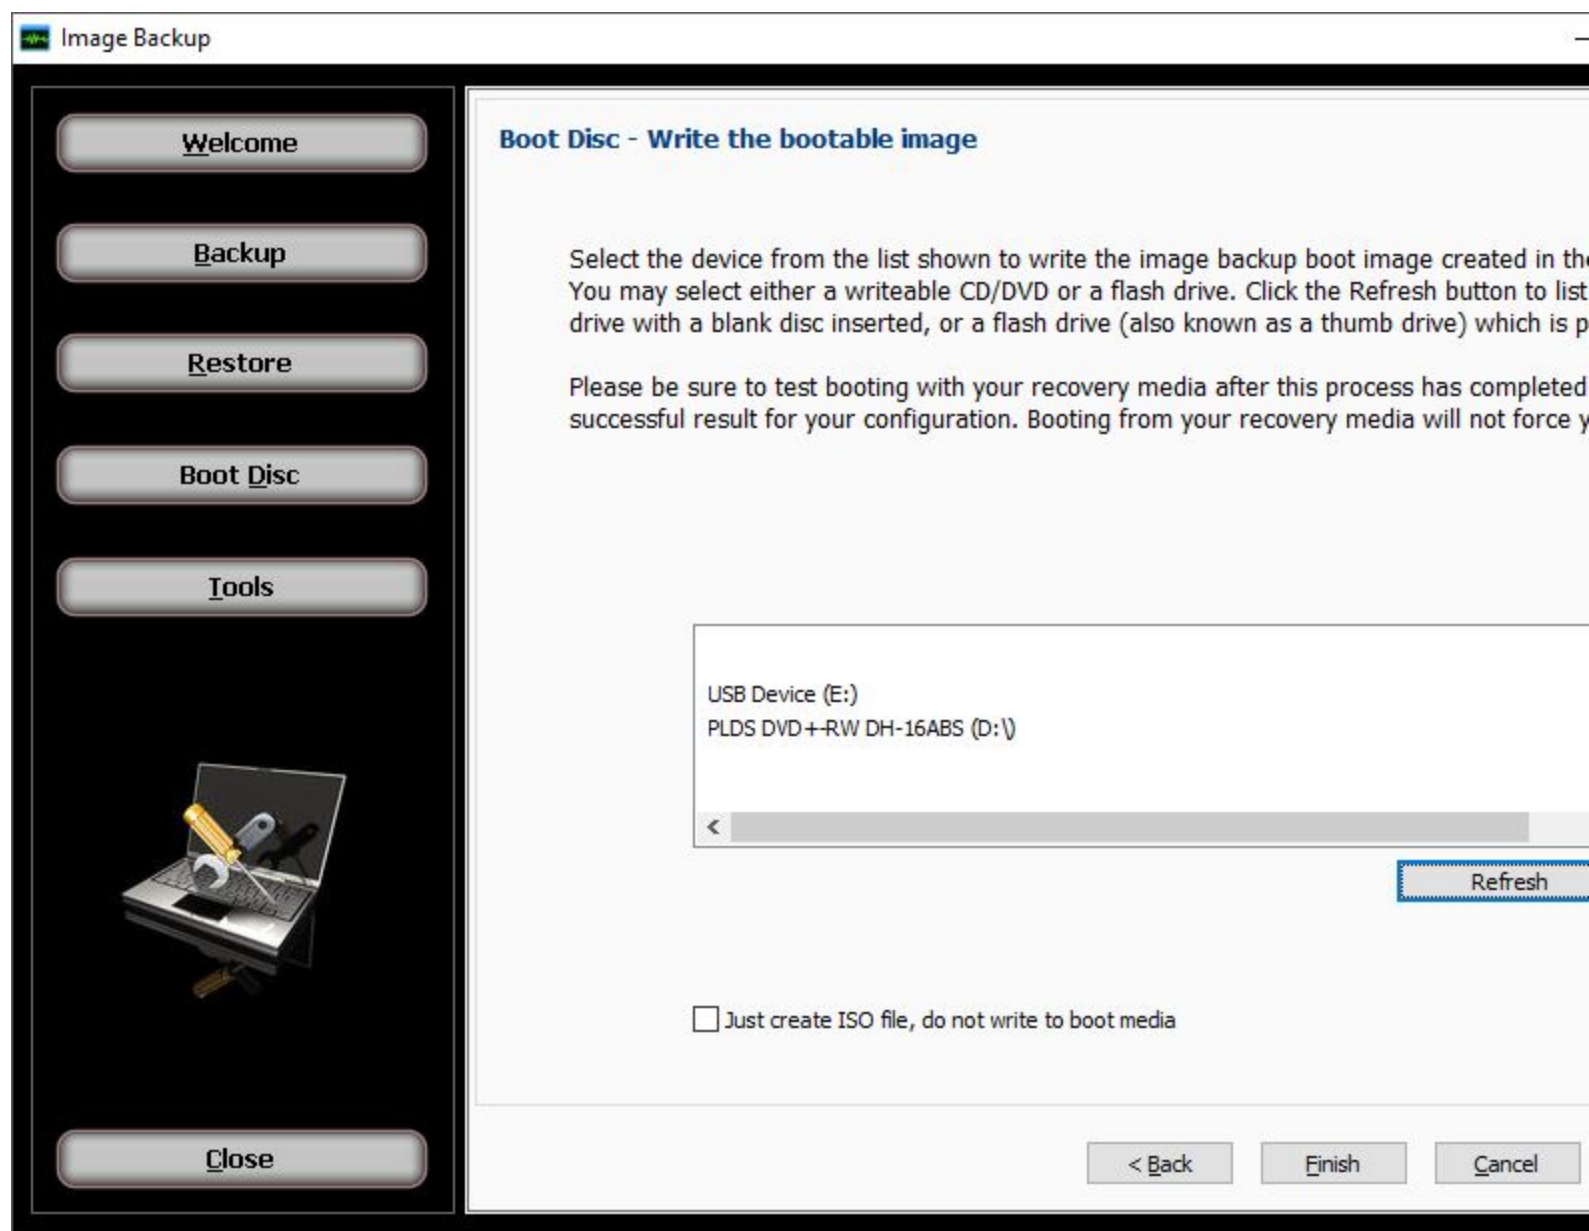 Image Backup
Welcome
Backup
Restore
Boot Disc
Tools
Close
Boot Disc - Write the bootable image
Select the device from the list shown to write the image backup boot image created in the
You may select either a writeable CD/DVD or a flash drive. Click the Refresh button to list
drive with a blank disc inserted, or a flash drive (also known as a thumb drive) which is p
Please be sure to test booting with your recovery media after this process has completed
successful result for your configuration. Booting from your recovery media will not force y
USB Device (E:)
PLDS DVD+-RW DH-16ABS (D:\)
Refresh
Just create ISO file, do not write to boot media
< Back
Finish
Cancel